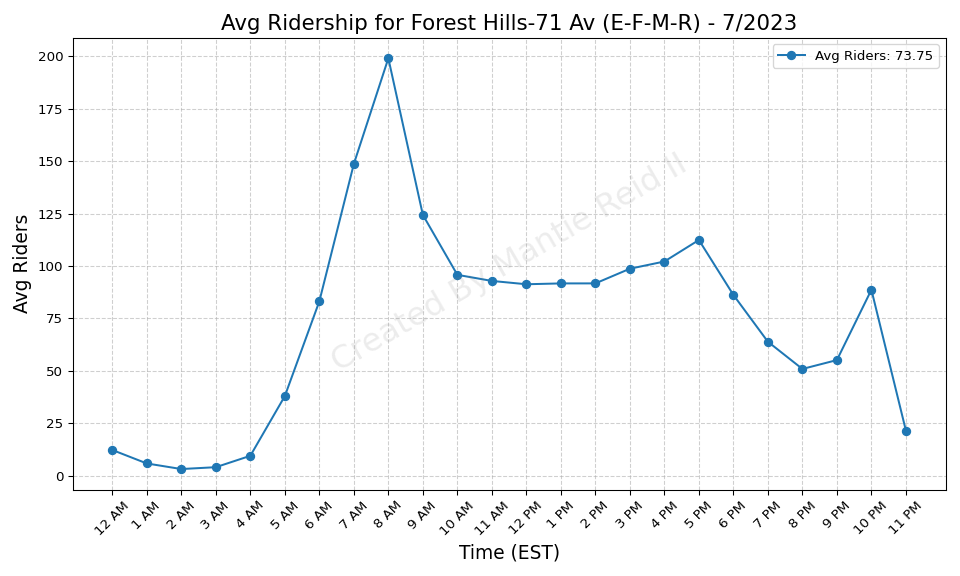 Avg Ridership for Forest Hills-71 Av (E-F-M-R) - 7/2023
Avg Riders: 73.75
200
175
150
125
100
75
50
25
0
Avg Riders
Created By Mantie Reid II
12 AM
1 AM
2 AM
3 AM
4 AM
5 AM
6 AM
7 AM
8 AM
9 AM
10 AM
11 AM
12 PM
1 PM
2 PM
3 PM
4 PM
5 PM
6 PM
7 PM
8 PM
9 PM
10 PM
11 PM
Time (EST)